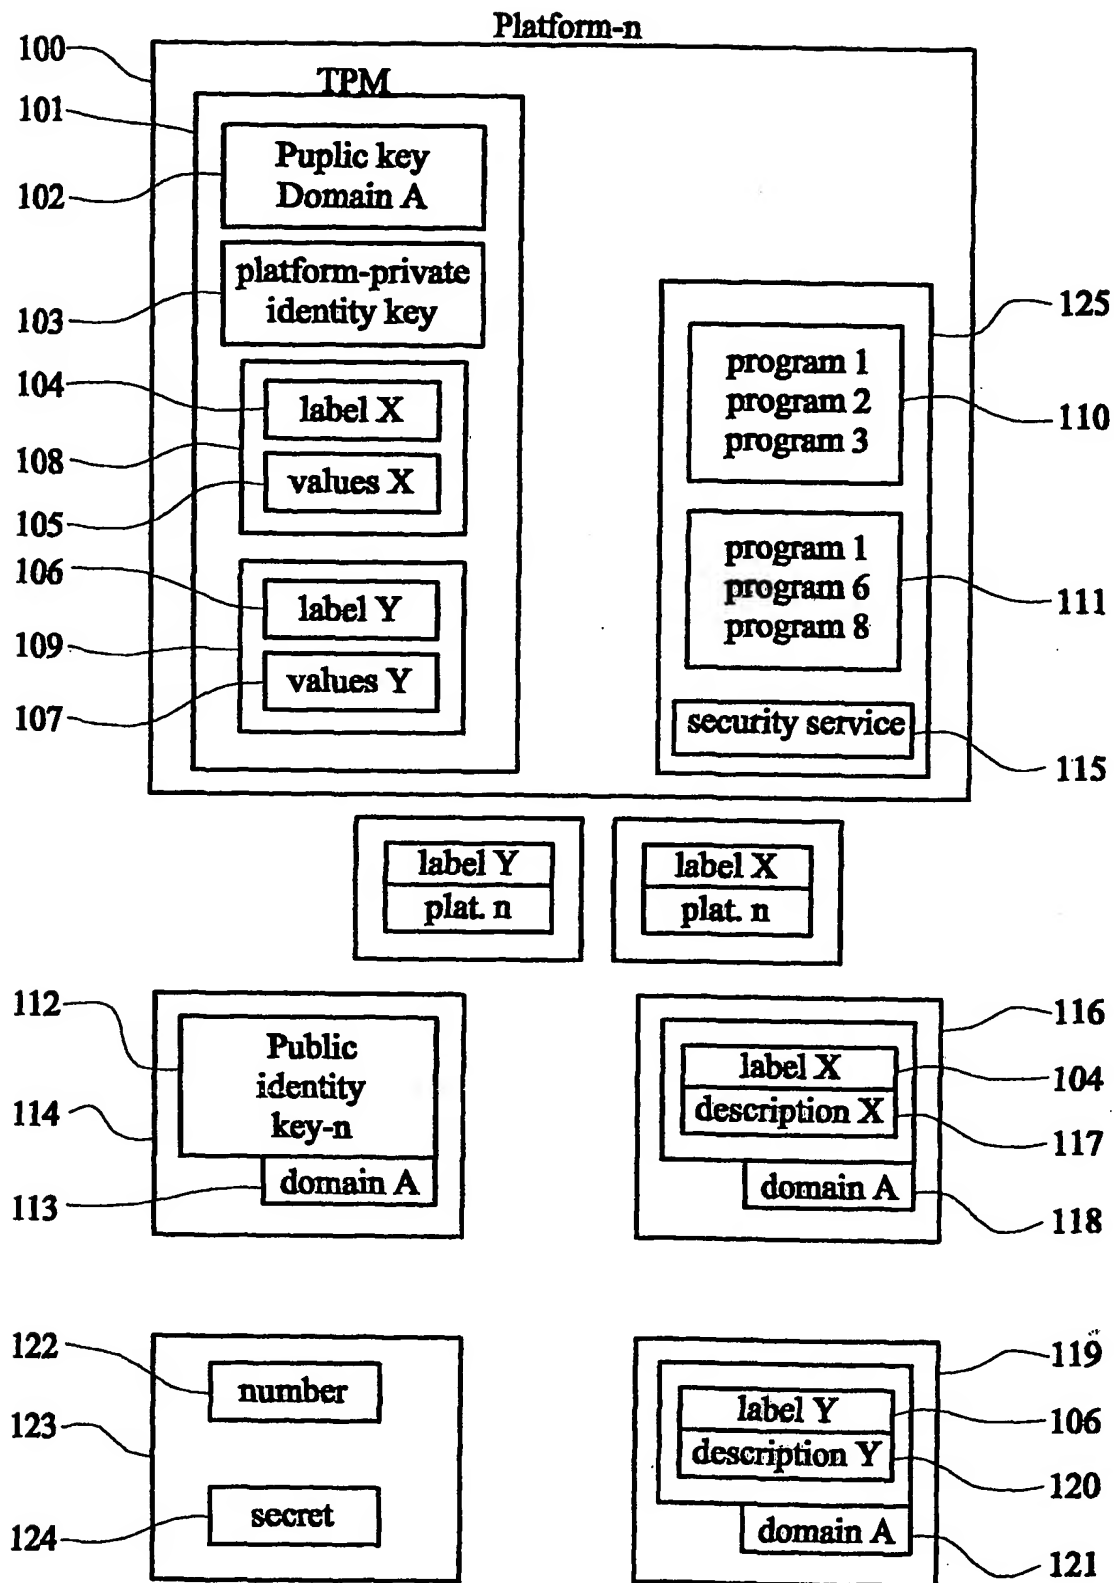 Platform-n
100
TPM
101
Puplic key
Domain A
102
platform-private
identity key
103
104
label X
108
values X
105
106
label Y
109
values Y
107
125
program 1
program 2
program 3
110
program 1
program 6
program 8
111
security service
115
label Y
plat. n
label X
plat. n
112
Public
identity
key-n
114
domain A
113
116
label X
104
description X
117
domain A
118
122
number
123
secret
124
119
label Y
106
description Y
120
domain A
121